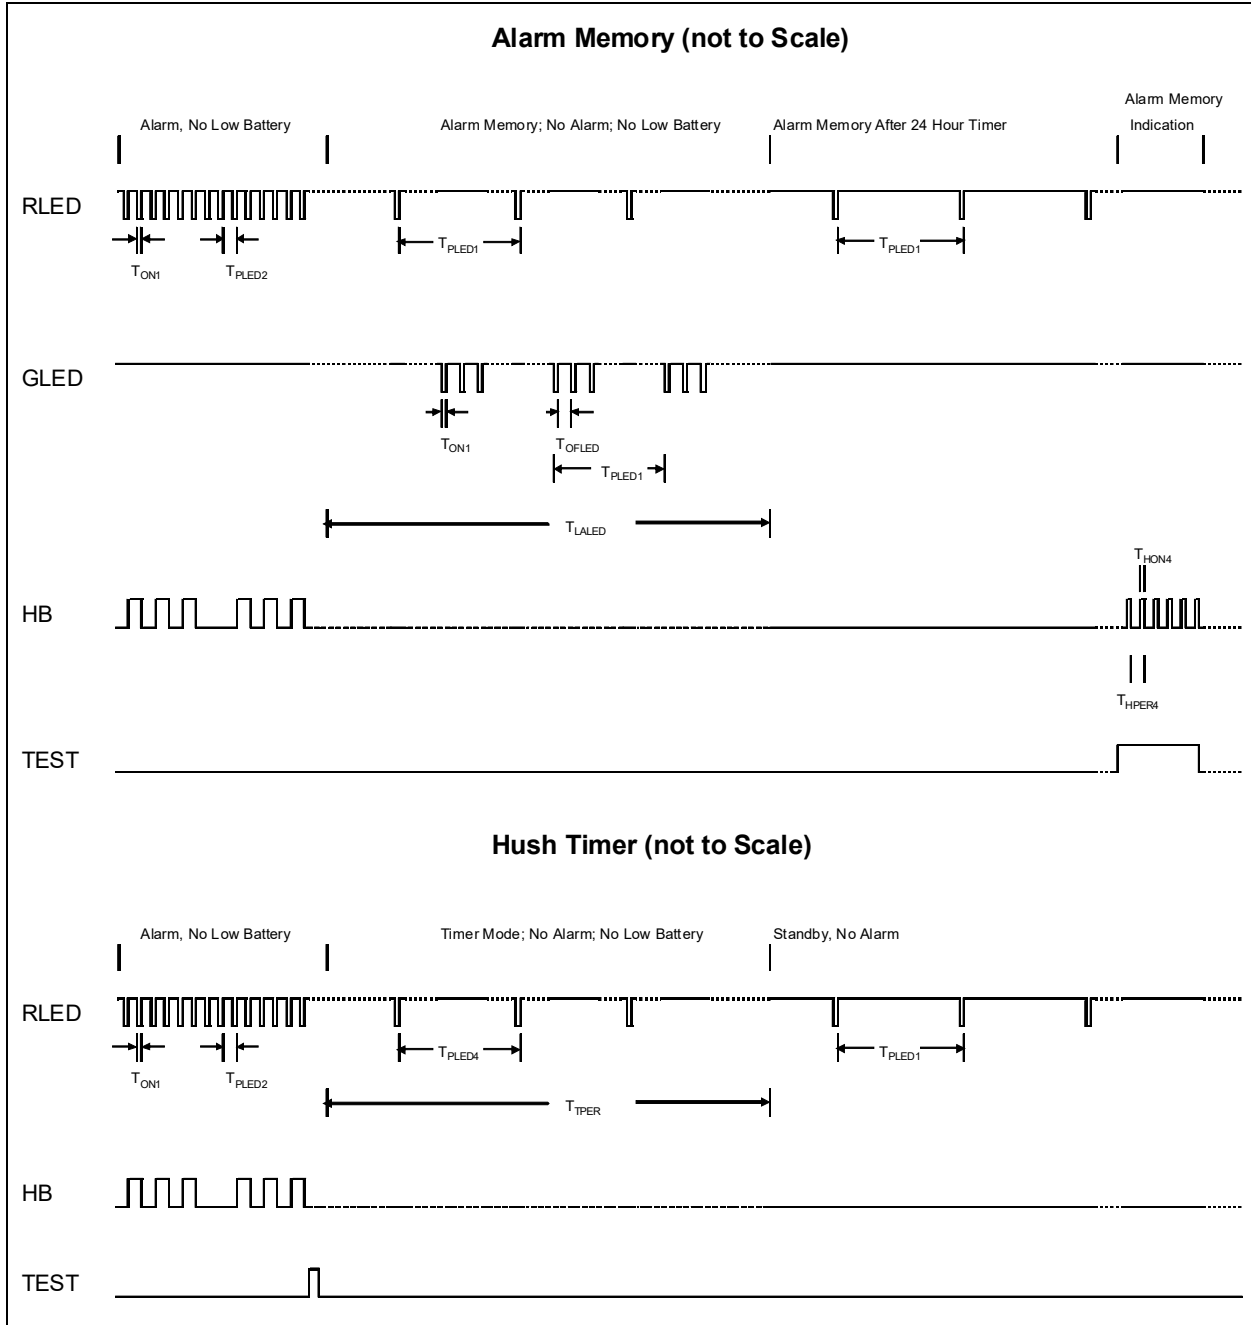 Alarm Memory (not to Scale)
Alarm Memory
Alarm, No Low Battery Alarm Memory; No Alarm; No Low Battery Alarm Memory After 24 Hour Timer Indication
RLED
TPLED1 TPLED1
TON1 TPLED2
GLED
TON1 TOFLED
TPLED1
TLALED
THON4
HB
THPER4
TEST
Hush Timer (not to Scale)
Alarm, No Low Battery Timer Mode; No Alarm; No Low Battery Standby, No Alarm
RLED
TPLED4 TPLED1
TON1 TPLED2
TTPER
HB
TEST